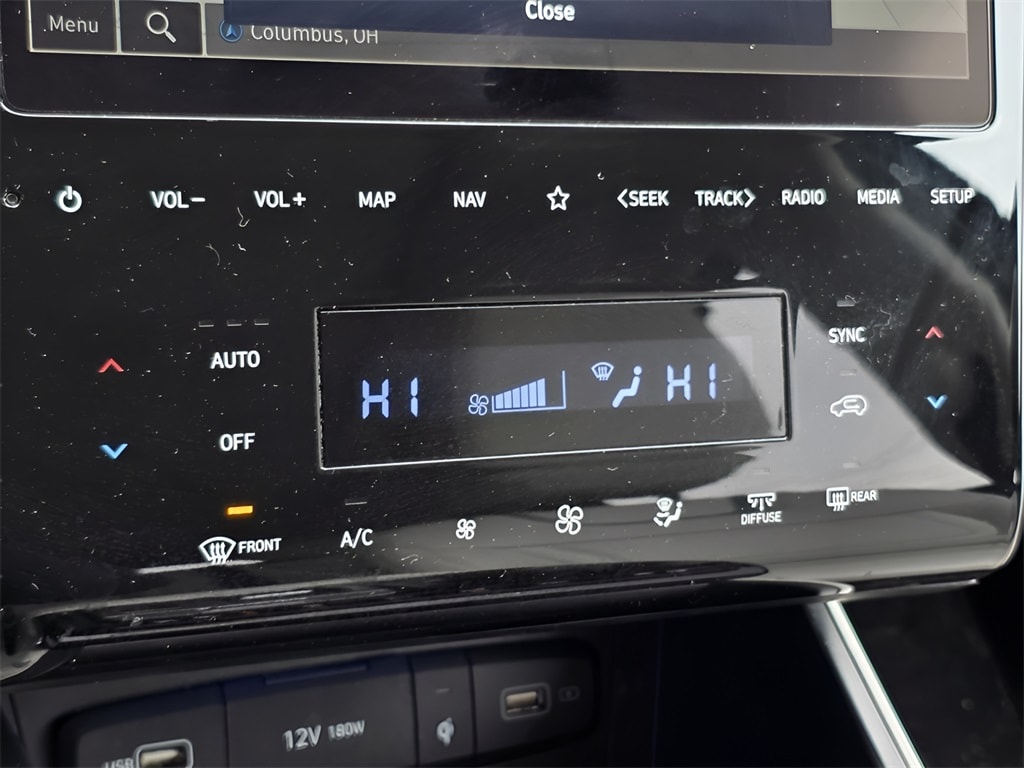 Close
Menu
Columbus, OH
VOL− VOL+ MAP NAV <SEEK TRACK> RADIO MEDIA SETUP
AUTO
SYNC
HI HI
OFF
FRONT A/C DIFFUSE REAR
USB 12V 180W